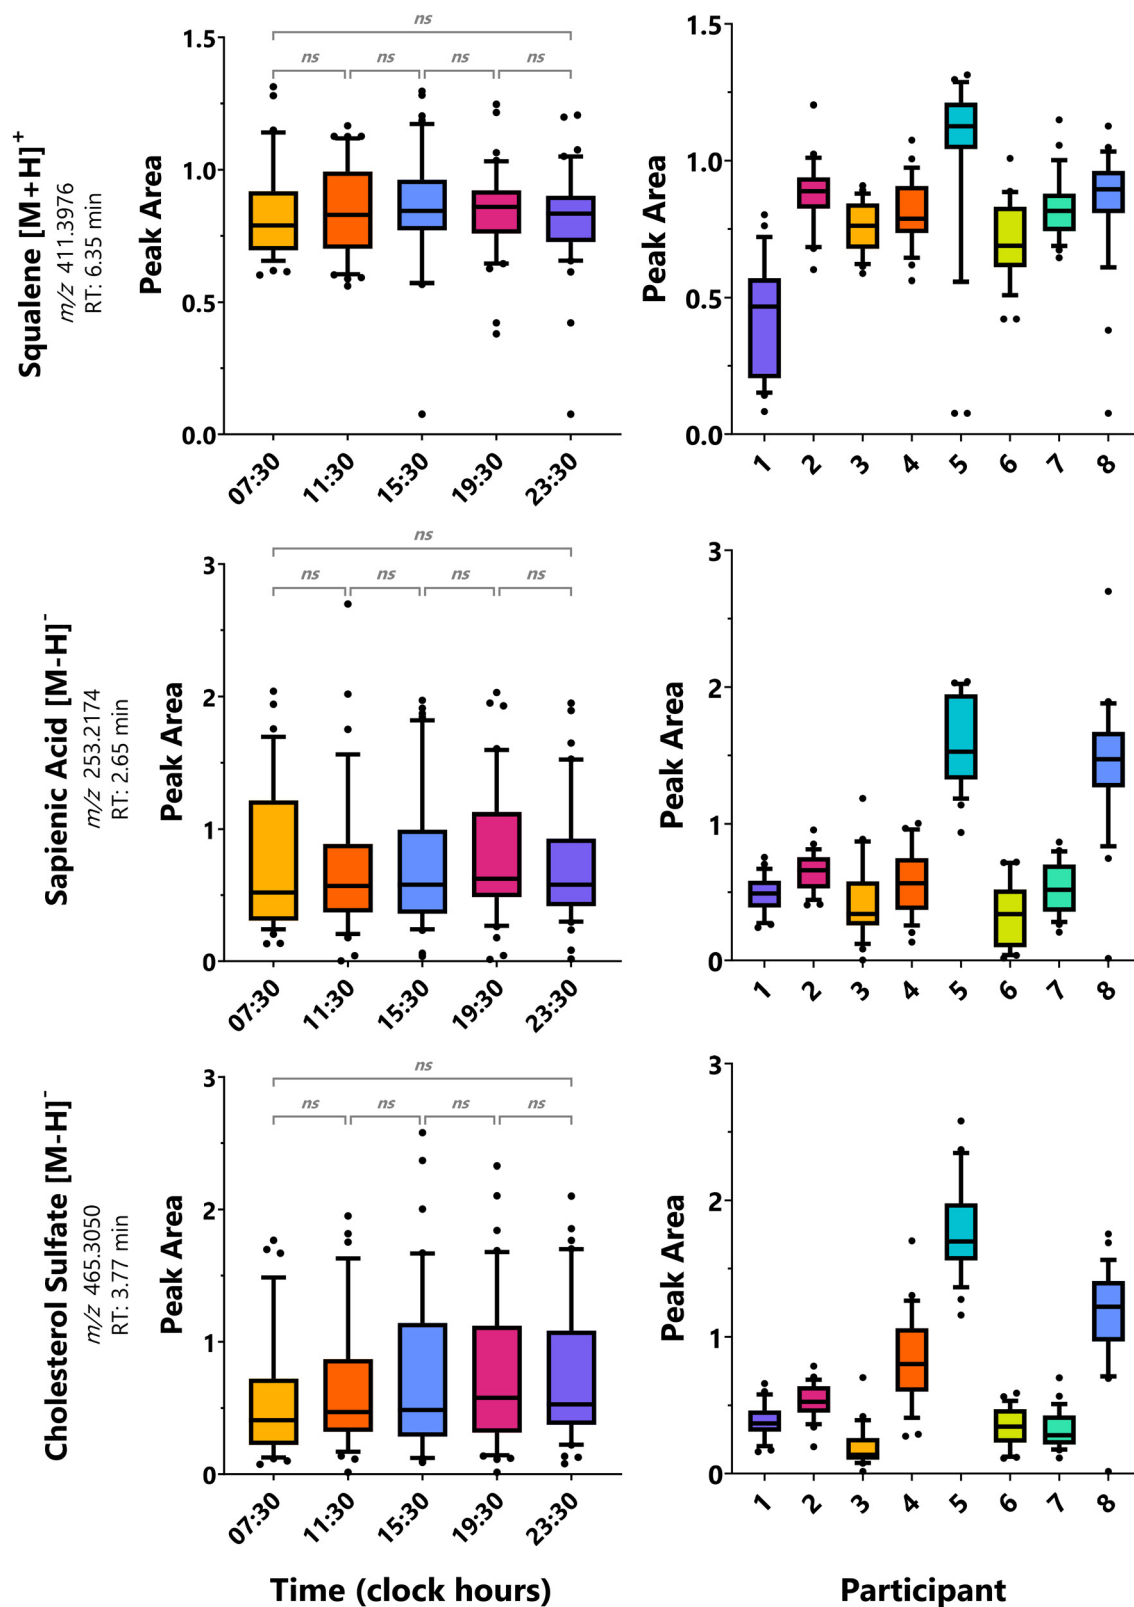 Squalene [M+H]⁺
m/z 411.3976
RT: 6.35 min
Peak Area
1.5
1.0
0.5
0.0
ns
ns ns ns ns
07:30 11:30 15:30 19:30 23:30
Peak Area
1.5
1.0
0.5
0.0
1 2 3 4 5 6 7 8
Sapienic Acid [M-H]⁻
m/z 253.2174
RT: 2.65 min
Peak Area
3
2
1
0
ns
ns ns ns ns
07:30 11:30 15:30 19:30 23:30
Peak Area
3
2
1
0
1 2 3 4 5 6 7 8
Cholesterol Sulfate [M-H]⁻
m/z 465.3050
RT: 3.77 min
Peak Area
3
2
1
0
ns
ns ns ns ns
07:30 11:30 15:30 19:30 23:30
Time (clock hours)
Peak Area
3
2
1
0
1 2 3 4 5 6 7 8
Participant